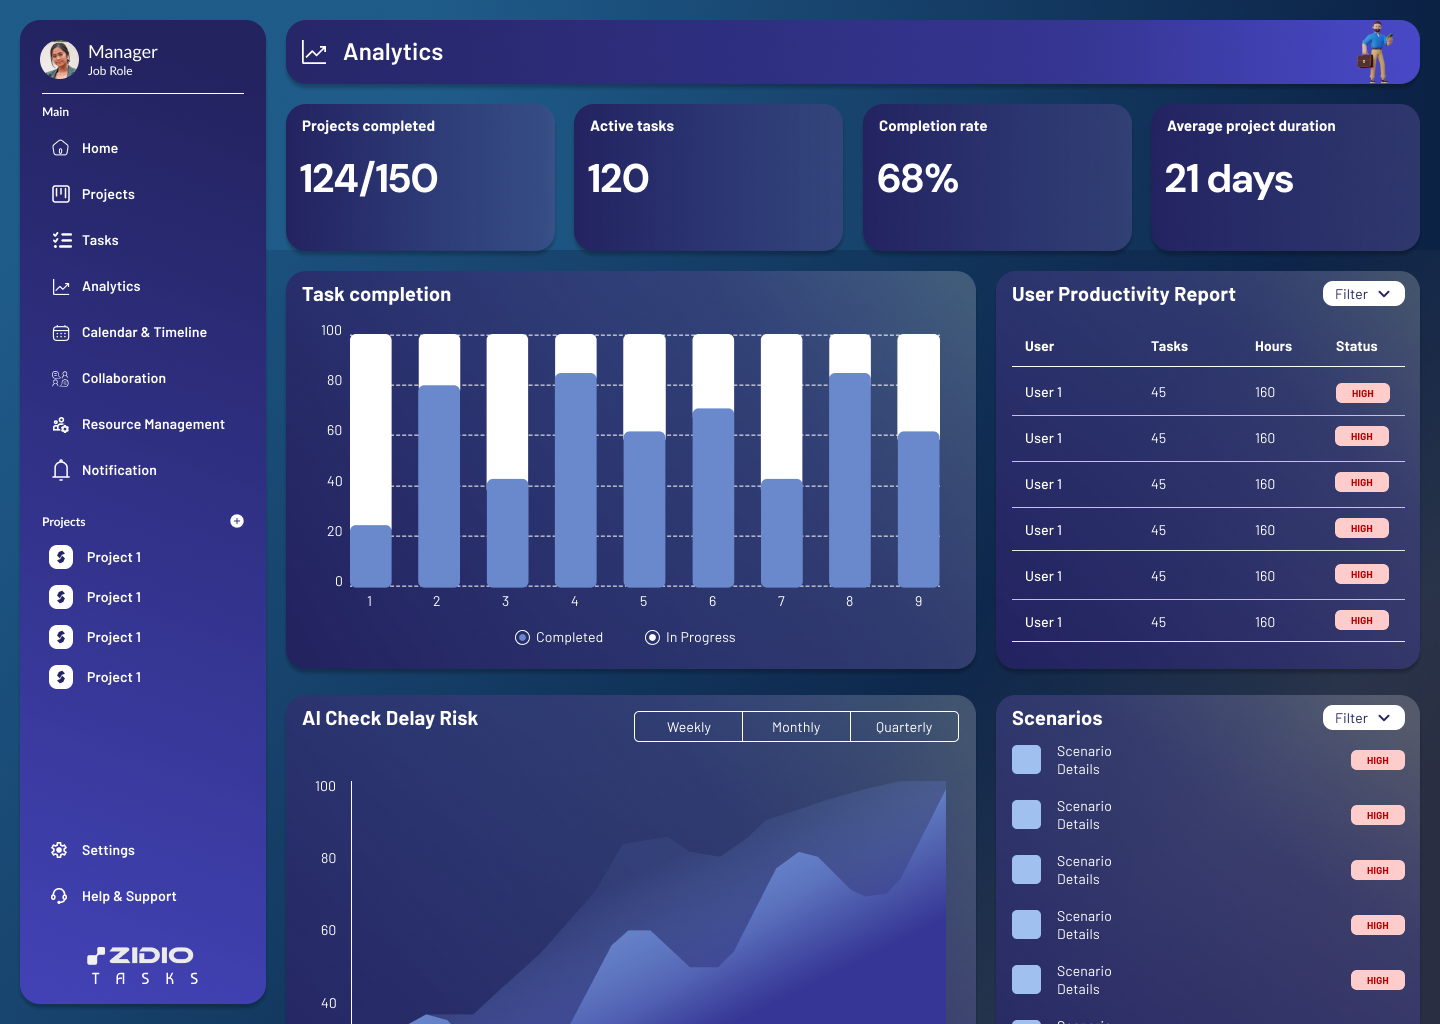 Manager
Job Role
Main
Home
Projects
Tasks
Analytics
Calendar & Timeline
Collaboration
Resource Management
Notification
Projects
Project 1
Project 1
Project 1
Project 1
Settings
Help & Support
ZIDIO
TASKS
Analytics
Projects completed
124/150
Active tasks
120
Completion rate
68%
Average project duration
21 days
Task completion
100
80
60
40
20
0
1 2 3 4 5 6 7 8 9
Completed In Progress
User Productivity Report
Filter
User Tasks Hours Status
User 1 45 160 HIGH
User 1 45 160 HIGH
User 1 45 160 HIGH
User 1 45 160 HIGH
User 1 45 160 HIGH
User 1 45 160 HIGH
AI Check Delay Risk
Weekly Monthly Quarterly
100
80
60
40
Scenarios
Filter
Scenario
Details
HIGH
Scenario
Details
HIGH
Scenario
Details
HIGH
Scenario
Details
HIGH
Scenario
Details
HIGH